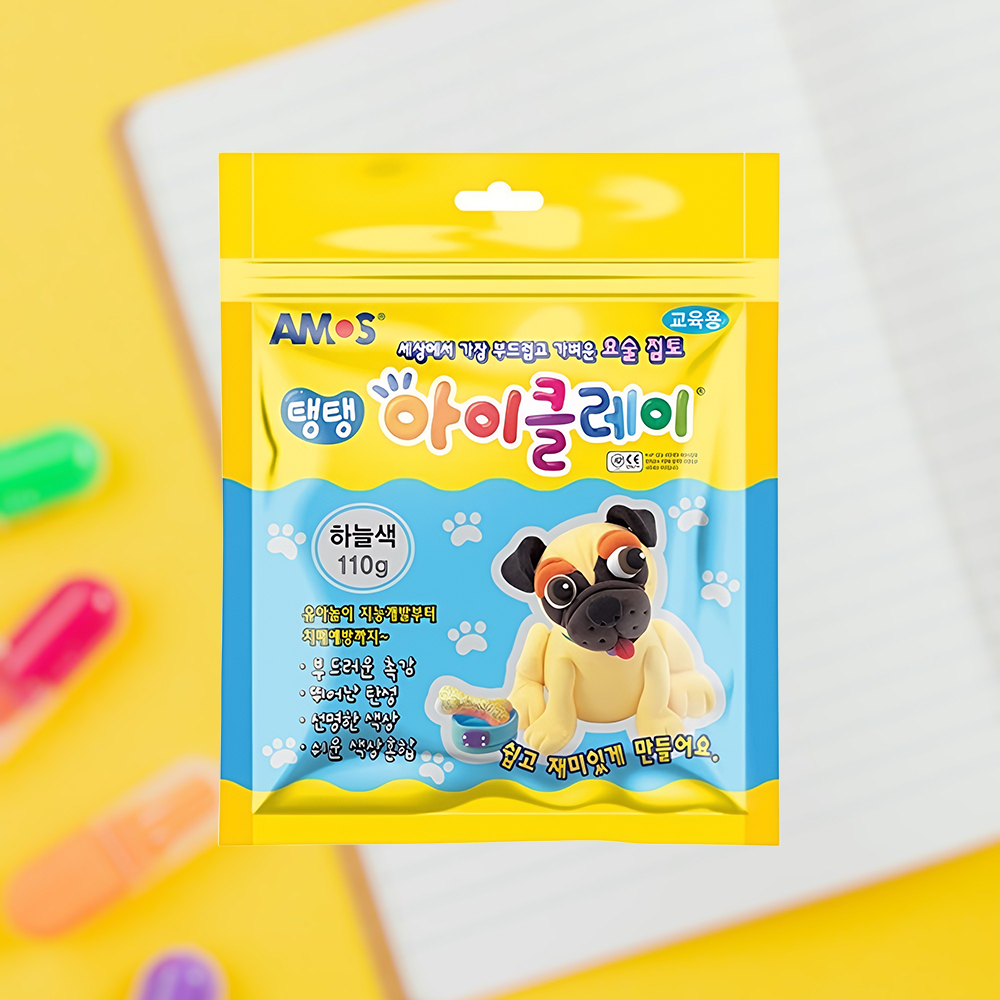 AMOS®
교육용
세상에서 가장 부드럽고 가벼운 요술 점토
탱탱 아이클레이®
CE
하늘색
110g
유아놀이 지능개발부터
치매예방까지~
· 부드러운 촉감
· 뛰어난 탄성
· 선명한 색상
· 쉬운 색상혼합
쉽고 재미있게 만들어요.